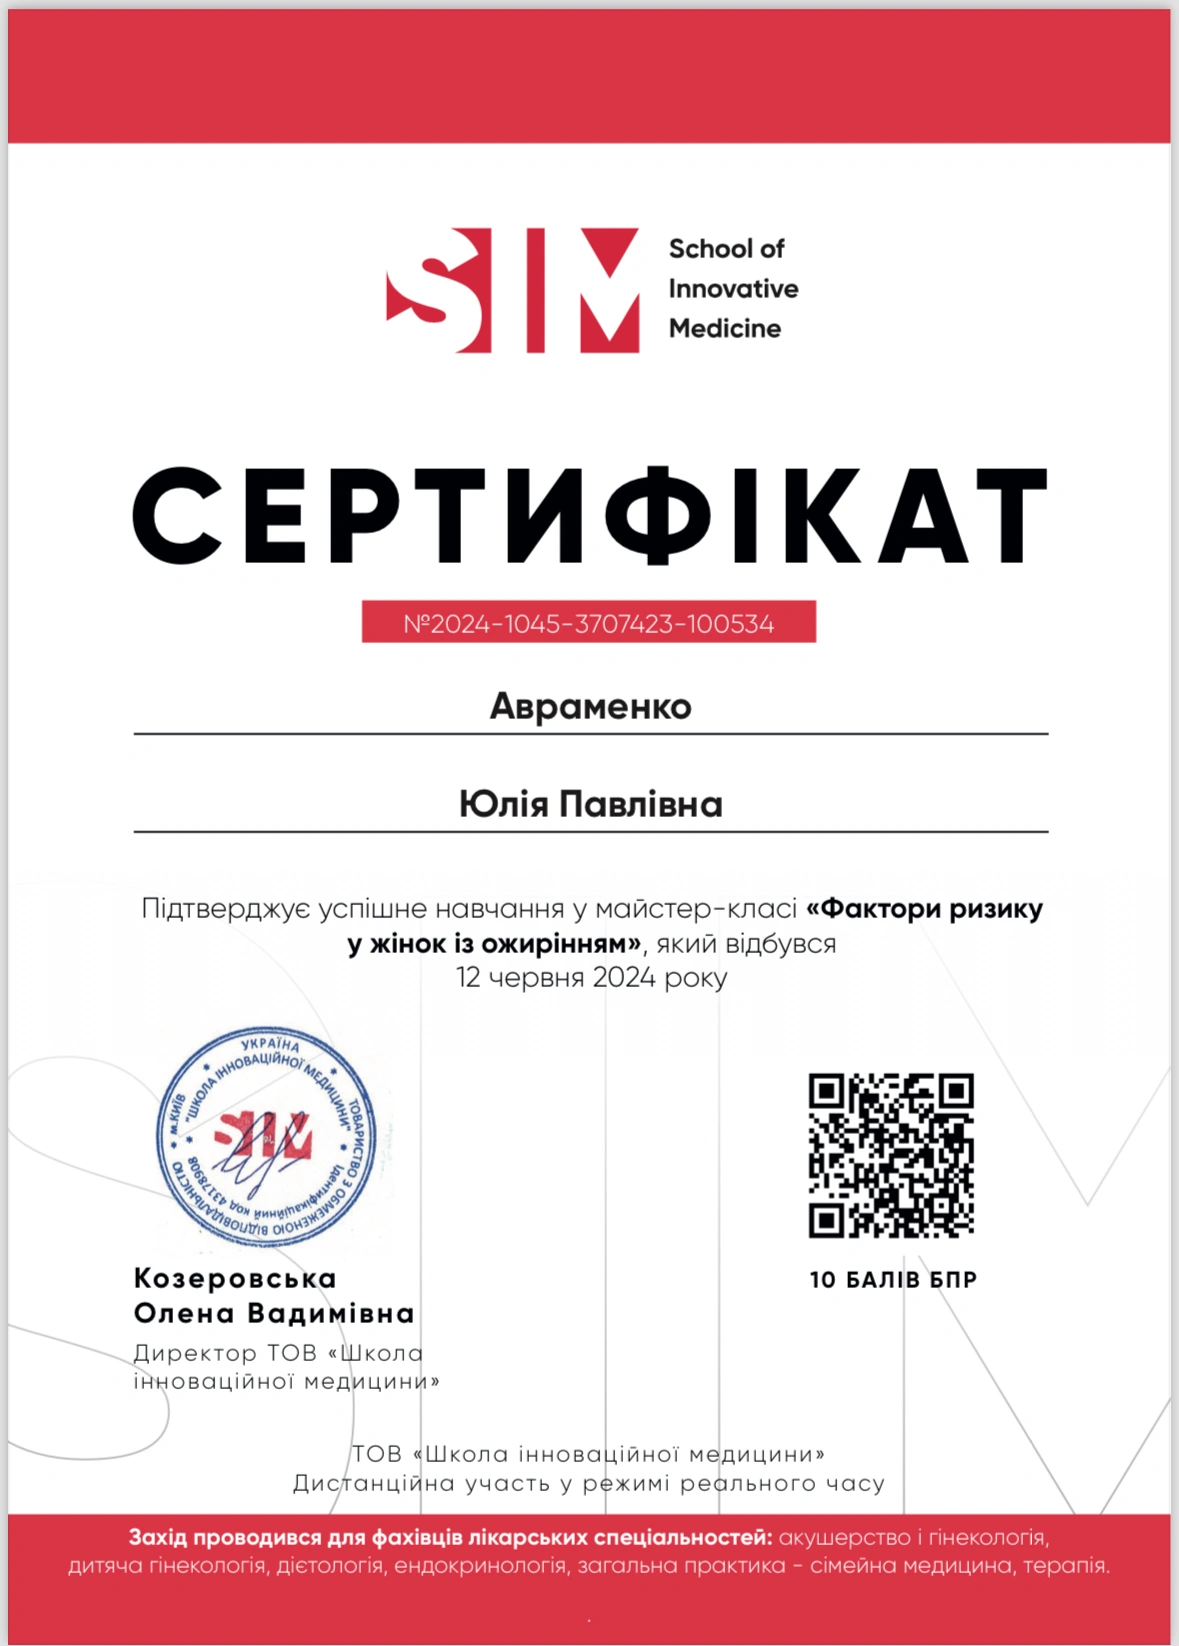 SIM
School of
Innovative
Medicine
СЕРТИФІКАТ
№2024-1045-3707423-100534
Авраменко
Юлія Павлівна
Підтверджує успішне навчання у майстер-класі «Фактори ризику
у жінок із ожирінням», який відбувся
12 червня 2024 року
УКРАЇНА
ТОВАРИСТВО З ОБМЕЖЕНОЮ ВІДПОВІДАЛЬНІСТЮ
* м.КИЇВ *
"ШКОЛА ІННОВАЦІЙНОЇ МЕДИЦИНИ"
Ідентифікаційний код 43178908
SIM
10 БАЛІВ БПР
Козеровська
Олена Вадимівна
Директор ТОВ «Школа
інноваційної медицини»
ТОВ «Школа інноваційної медицини»
Дистанційна участь у режимі реального часу
Захід проводився для фахівців лікарських спеціальностей: акушерство і гінекологія,
дитяча гінекологія, дієтологія, ендокринологія, загальна практика - сімейна медицина, терапія.
.